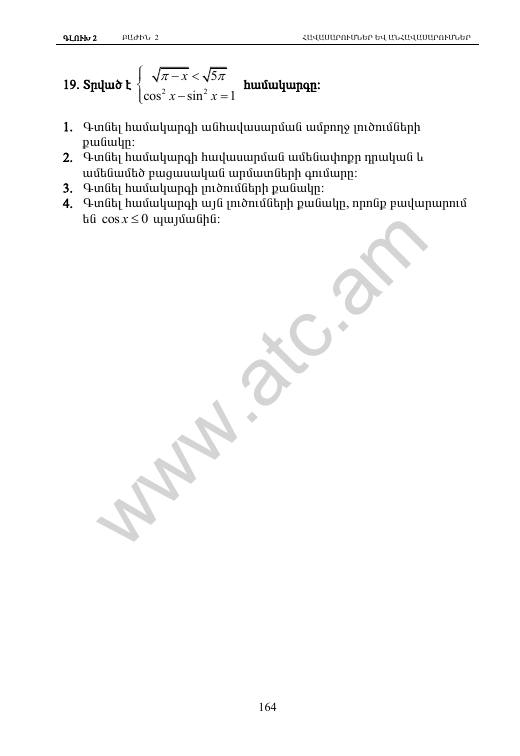 ԳԼՈՒԽ 2 ԲԱԺԻՆ 2 ՀԱՎԱՍԱՐՈՒՄՆԵՐ ԵՎ ԱՆՀԱՎԱՍԱՐՈՒՄՆԵՐ
19. Տրված է { √(π − x) < √(5π) համակարգը:
cos² x − sin² x = 1
1. Գտնել համակարգի անհավասարման ամբողջ լուծումների
քանակը:
2. Գտնել համակարգի հավասարման ամենափոքր դրական և
ամենամեծ բացասական արմատների գումարը:
3. Գտնել համակարգի լուծումների քանակը:
4. Գտնել համակարգի այն լուծումների քանակը, որոնք բավարարում
են cos x ≤ 0 պայմանին:
www.atc.am
164